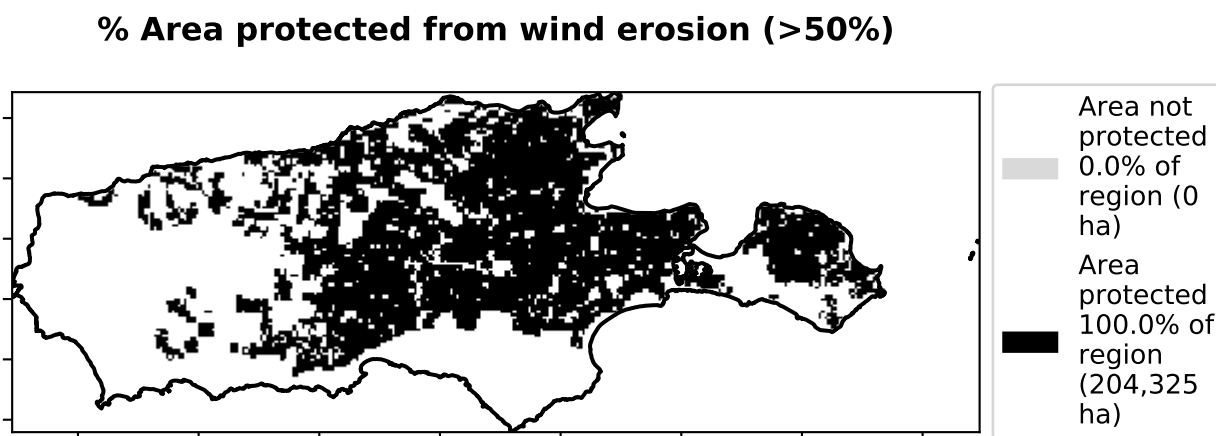 % Area protected from wind erosion (>50%)
Area not
protected
0.0% of
region (0
ha)
Area
protected
100.0% of
region
(204,325
ha)